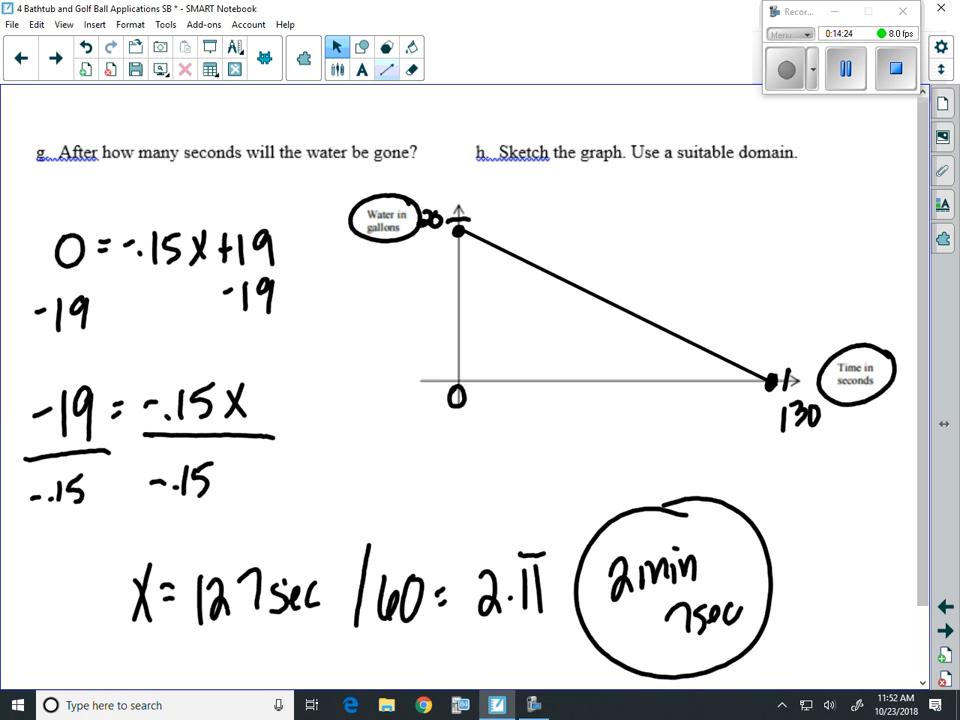 4 Bathtub and Golf Ball Applications SB * - SMART Notebook
File Edit View Insert Format Tools Add-ons Account Help
Recor...
Menu 0:14:24 8.0 fps
g. After how many seconds will the water be gone?
h. Sketch the graph. Use a suitable domain.
Water in
gallons
20
0 = -.15x + 19
-19 -19
-19 = -.15x
-.15 -.15
0
130
Time in
seconds
x = 127 sec / 60 = 2.11
2 min
7 sec
Type here to search
11:52 AM
10/23/2018